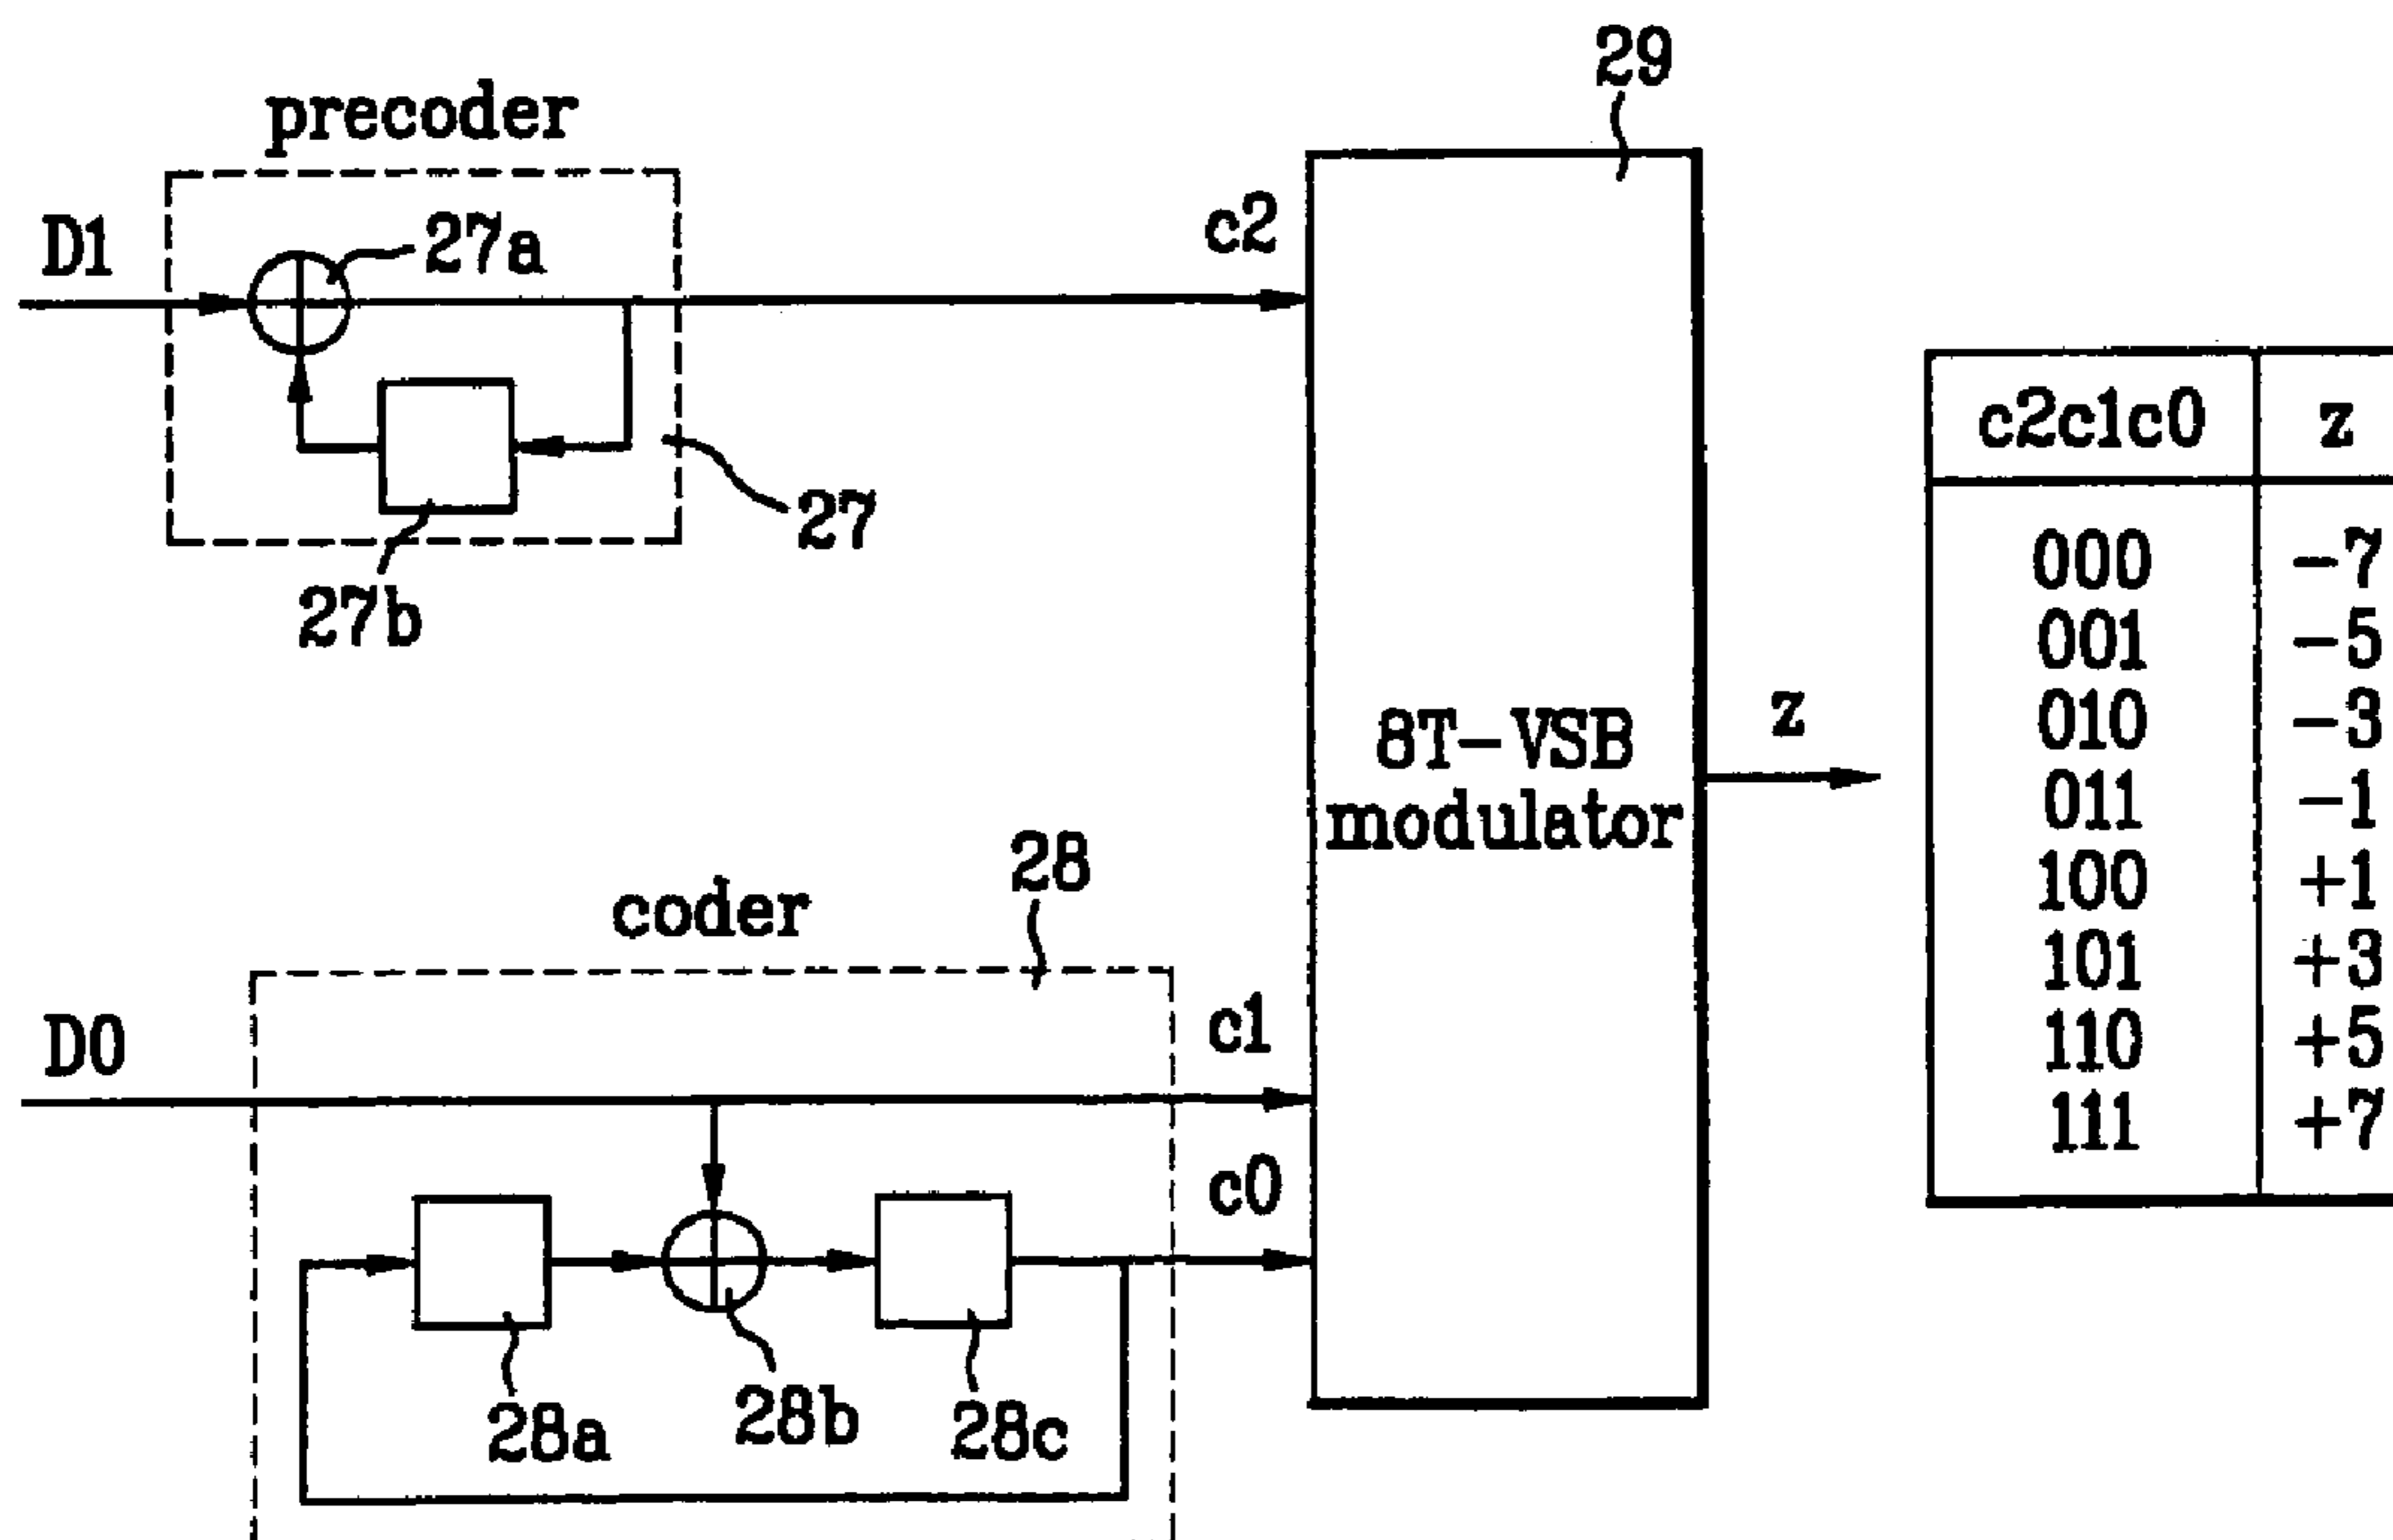 29
precoder
D1
27a
c2
27
27b
c2c1c0 z
000 -7
001 -5
010 -3
011 -1
100 +1
101 +3
110 +5
111 +7
8T-VSB
modulator
z
28
coder
D0
c1
c0
28a
28b
28c